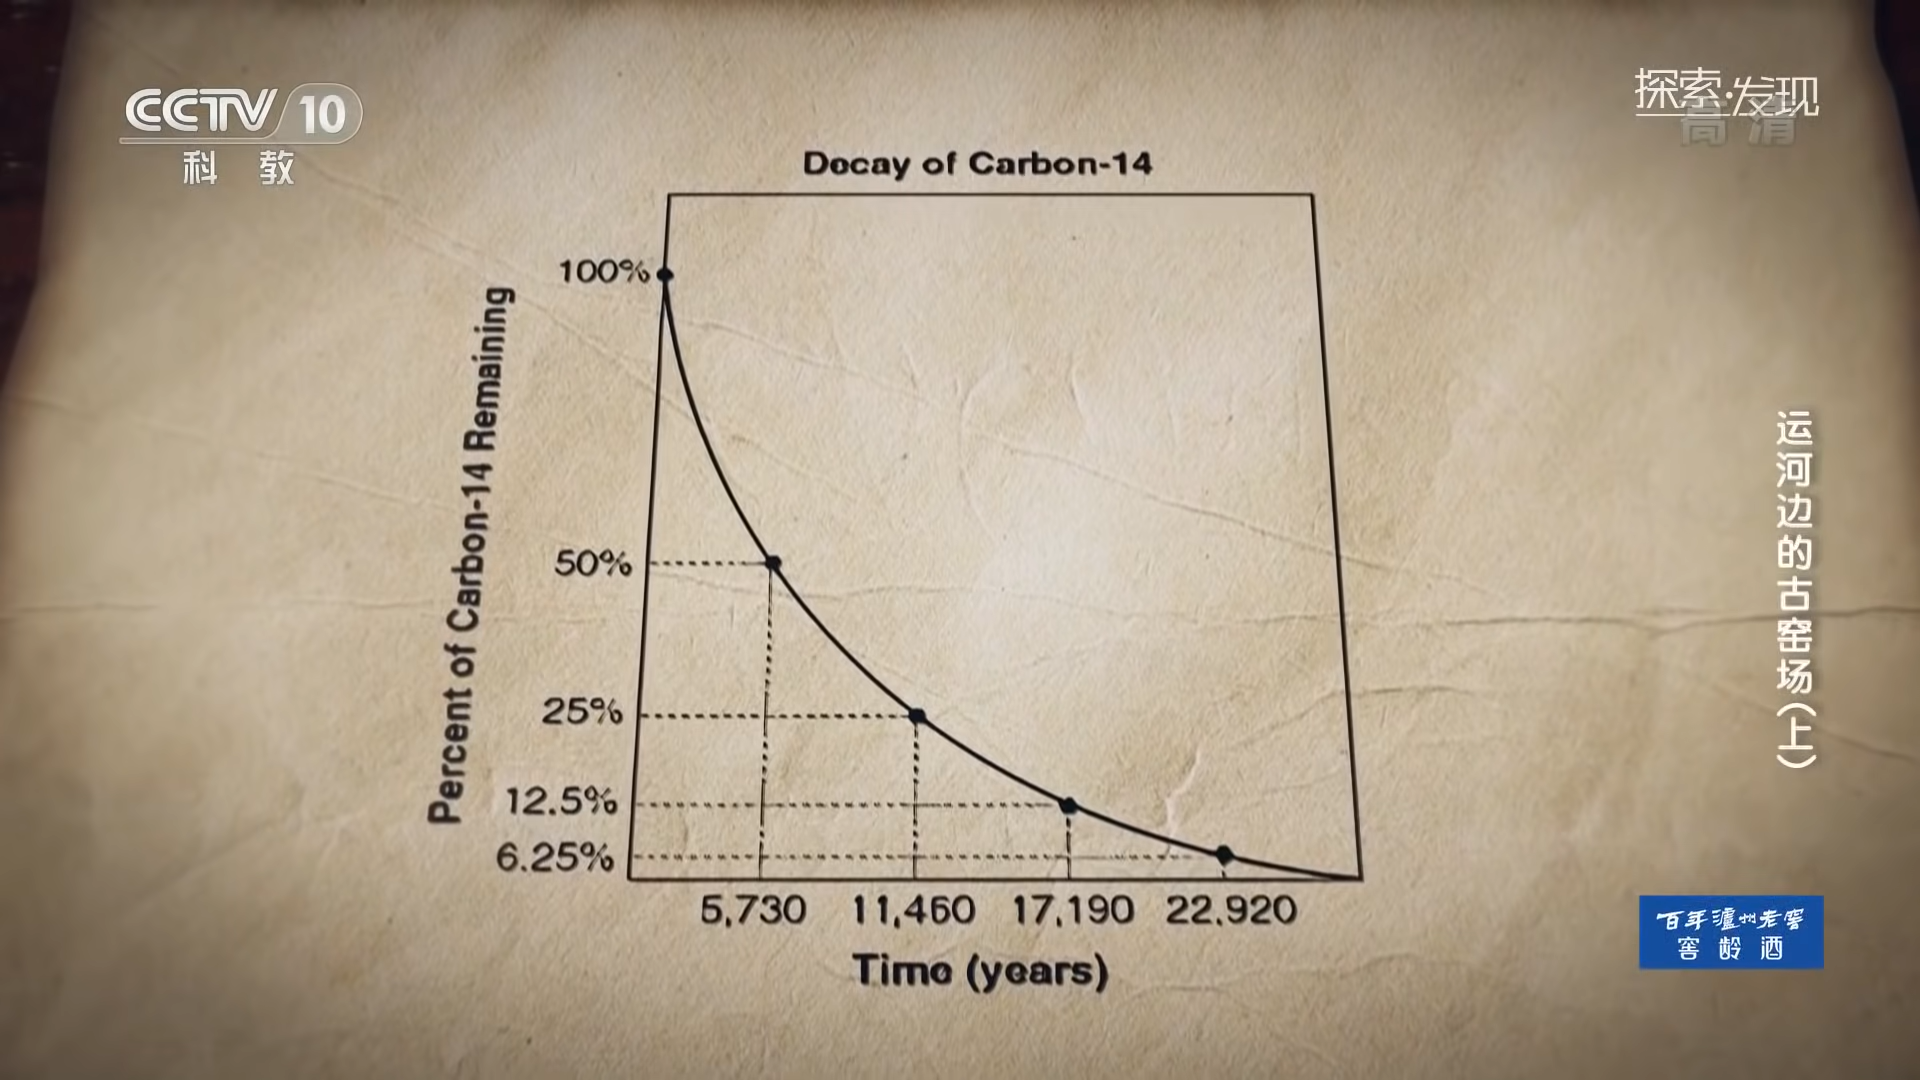 CCTV 10
科教
探索·发现
高清
Decay of Carbon-14
100%
50%
25%
12.5%
6.25%
Percent of Carbon-14 Remaining
5,730
11,460
17,190
22,920
Time (years)
运河边的古窑场(上)
百年泸州老窖
窖龄酒